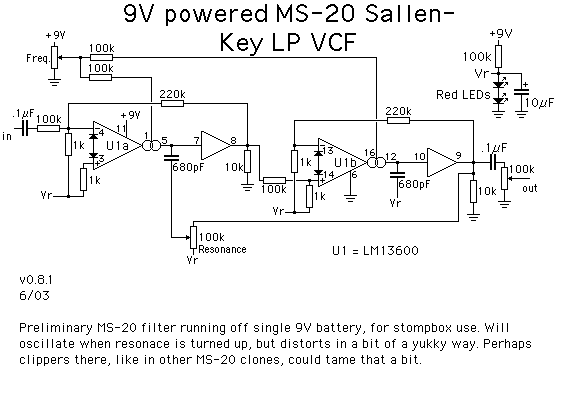 9V powered MS-20 Sallen-
Key LP VCF
+9V
Freq.
100k
100k
+9V
100k
Vr
Red LEDs
10µF
.1µF
in
100k
220k
+9V
11
4
1
5
U1a
3
1k
1k
Vr
7
8
680pF
10k
100k
220k
13
16
12
U1b
14
6
1k
1k
Vr
10
9
680pF
Vr
.1µF
100k
out
10k
100k
Resonance
Vr
U1 = LM13600
v0.8.1
6/03
Preliminary MS-20 filter running off single 9V battery, for stompbox use. Will
oscillate when resonace is turned up, but distorts in a bit of a yukky way. Perhaps
clippers there, like in other MS-20 clones, could tame that a bit.